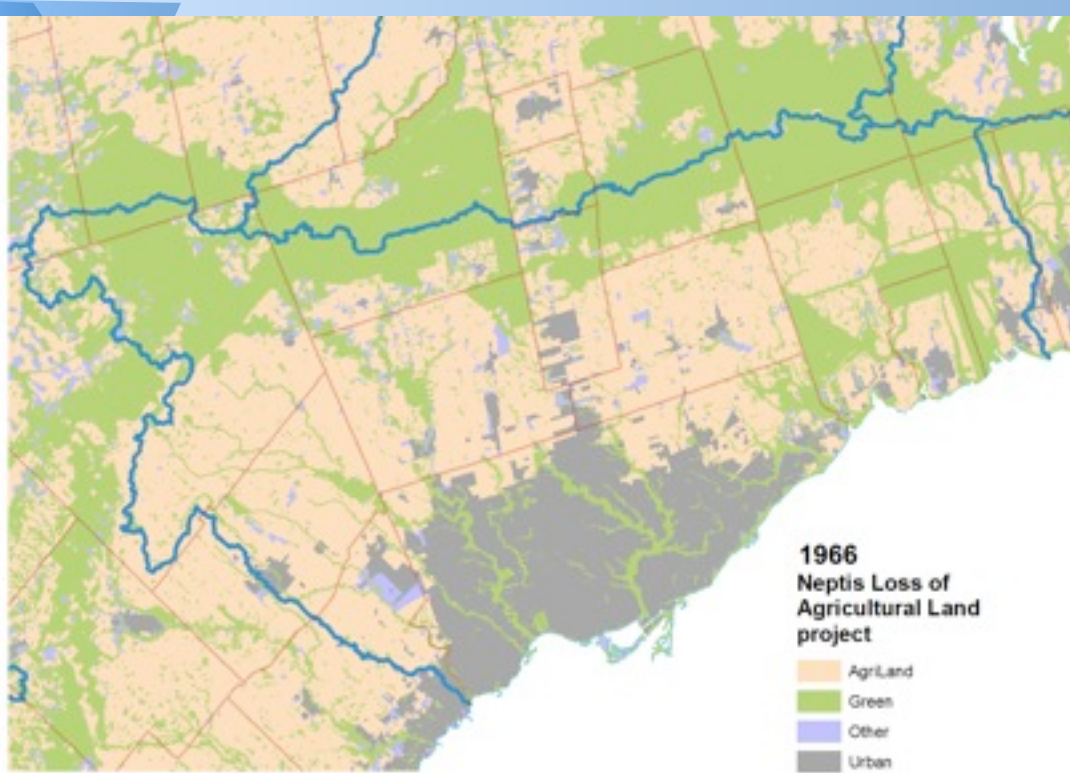 1966
Neptis Loss of
Agricultural Land
project
AgriLand
Green
Other
Urban